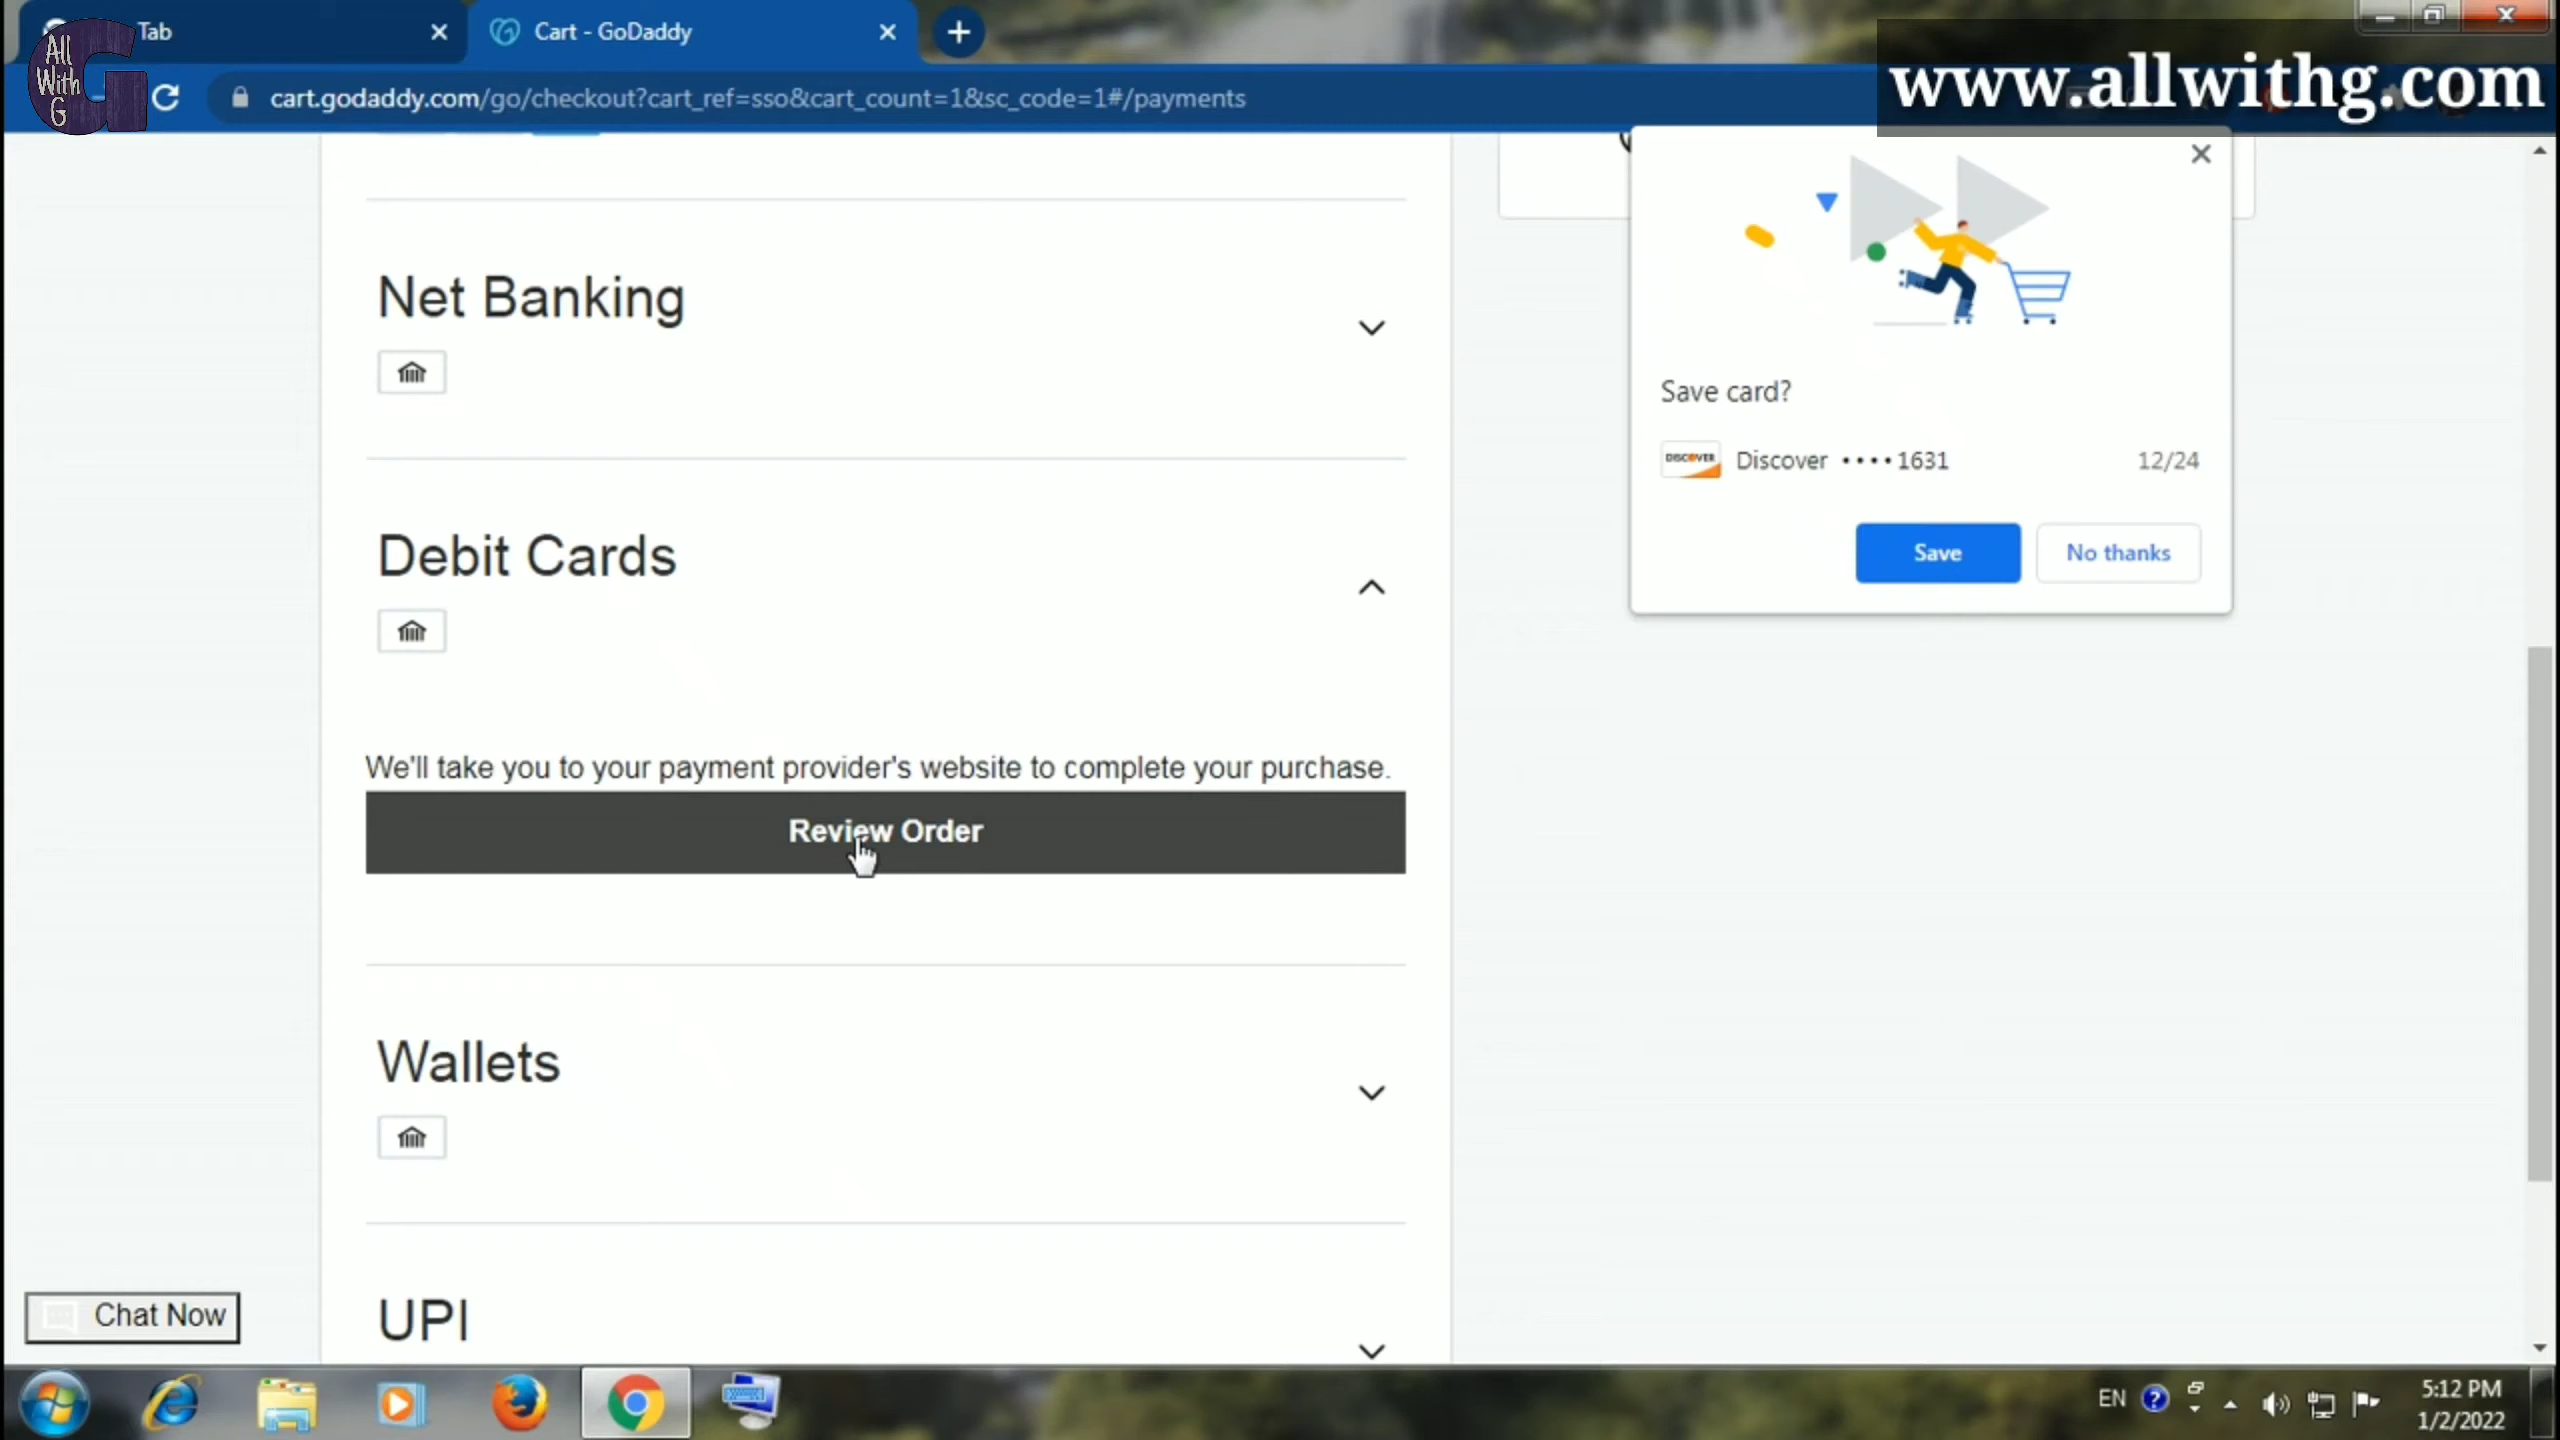 All
With
G
Tab
Cart - GoDaddy
www.allwithg.com
cart.godaddy.com/go/checkout?cart_ref=sso&cart_count=1&sc_code=1#/payments
Net Banking
Save card?
DISCOVER Discover ••••1631 12/24
Save No thanks
Debit Cards
We'll take you to your payment provider's website to complete your purchase.
Review Order
Wallets
UPI
Chat Now
EN
5:12 PM
1/2/2022